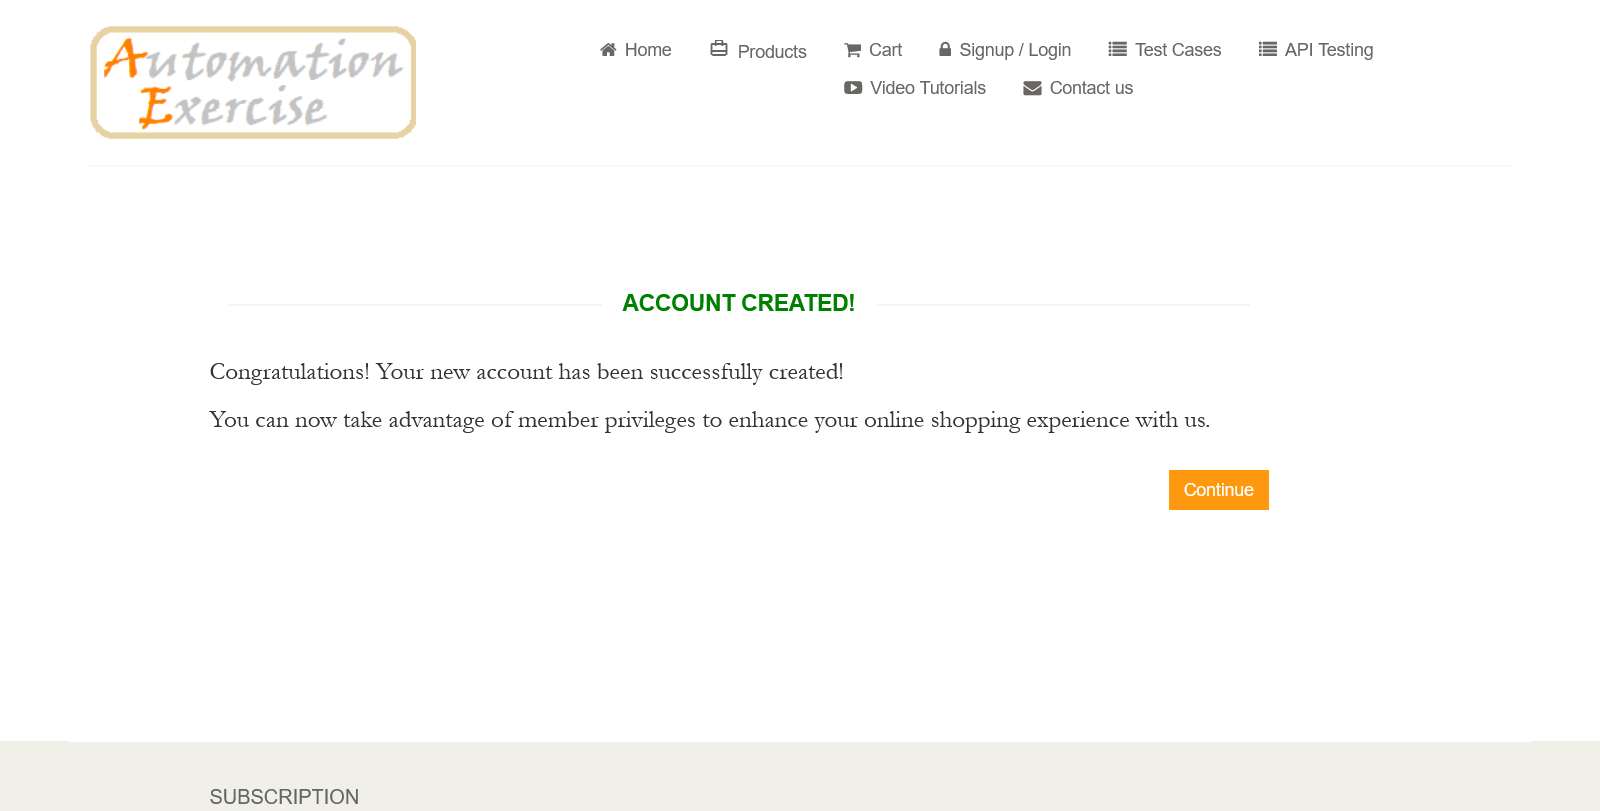 Automation
Exercise
Home Products Cart Signup / Login Test Cases API Testing
Video Tutorials Contact us
ACCOUNT CREATED!
Congratulations! Your new account has been successfully created!
You can now take advantage of member privileges to enhance your online shopping experience with us.
Continue
SUBSCRIPTION